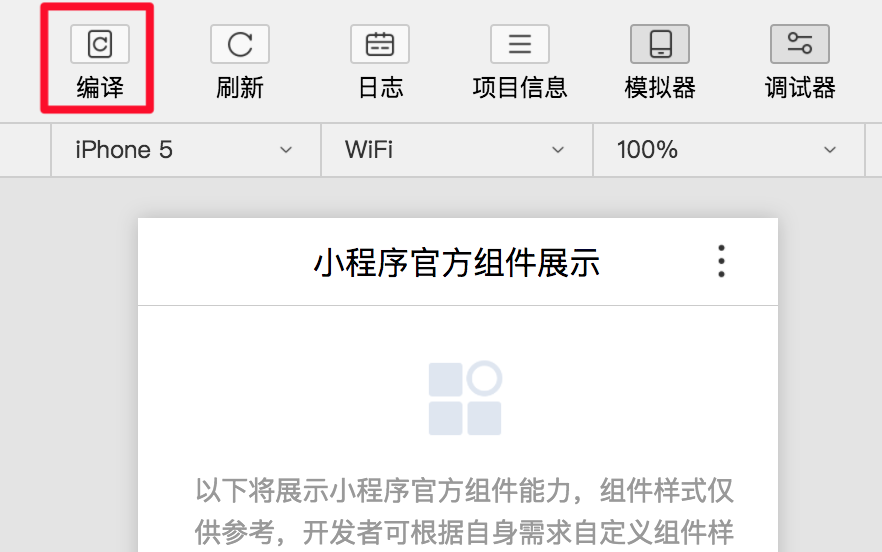 编译 刷新 日志 项目信息 模拟器 调试器
iPhone 5 WiFi 100%
小程序官方组件展示
以下将展示小程序官方组件能力，组件样式仅
供参考，开发者可根据自身需求自定义组件样